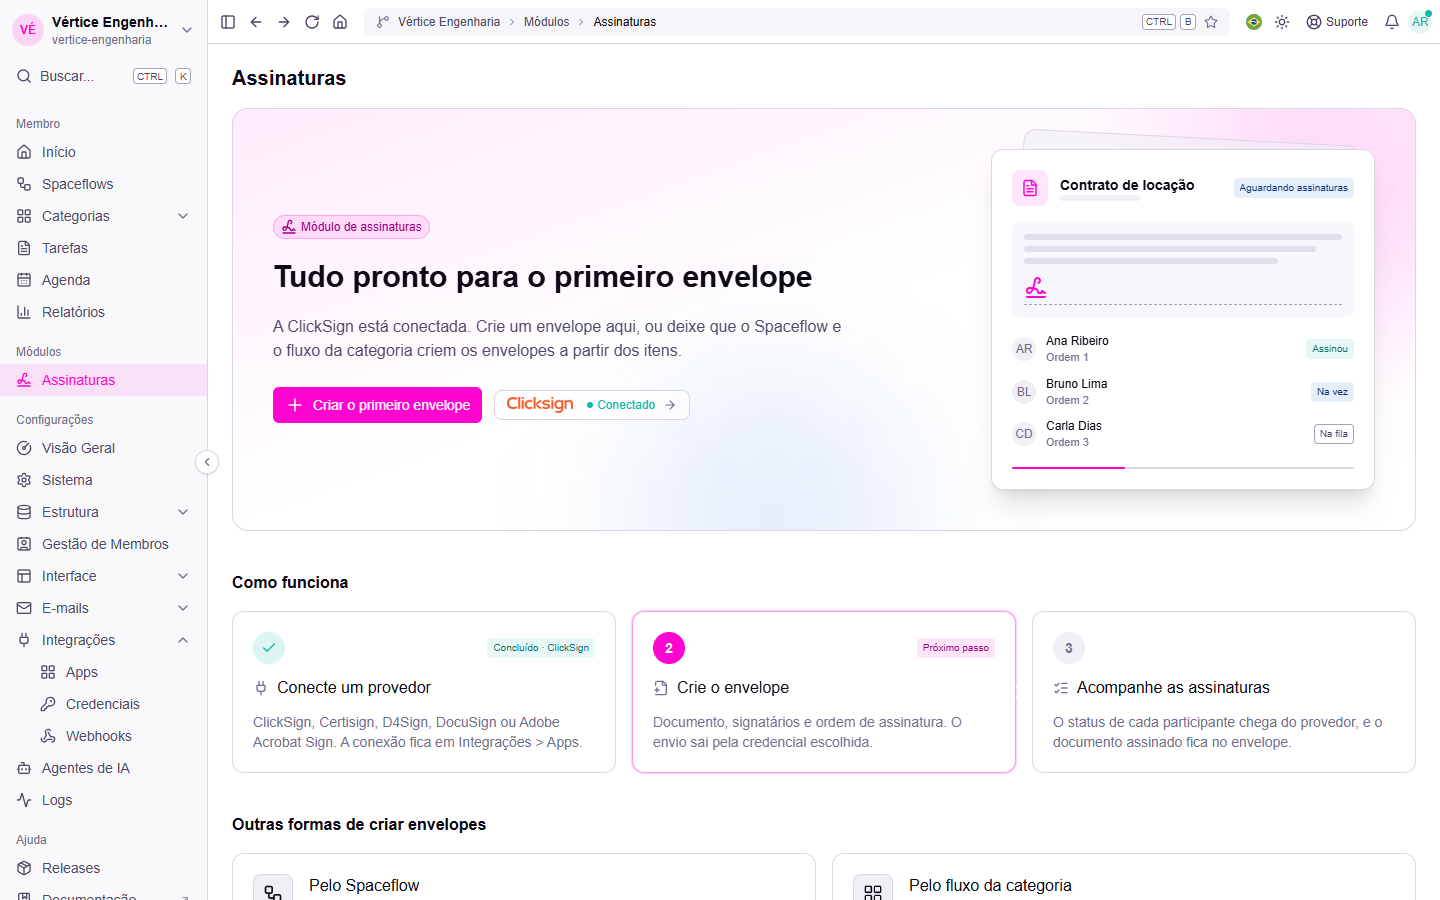 VÉ
Vértice Engenh...
vertice-engenharia
Buscar...
CTRL
K
Membro
Início
Spaceflows
Categorias
Tarefas
Agenda
Relatórios
Módulos
Assinaturas
Configurações
Visão Geral
Sistema
Estrutura
Gestão de Membros
Interface
E-mails
Integrações
Apps
Credenciais
Webhooks
Agentes de IA
Logs
Ajuda
Releases
Documentação
Vértice Engenharia
Módulos
Assinaturas
CTRL
B
Suporte
AR
Assinaturas
Módulo de assinaturas
Tudo pronto para o primeiro envelope
A ClickSign está conectada. Crie um envelope aqui, ou deixe que o Spaceflow e
o fluxo da categoria criem os envelopes a partir dos itens.
Criar o primeiro envelope
Clicksign
Conectado
Contrato de locação
Aguardando assinaturas
AR
Ana Ribeiro
Ordem 1
Assinou
BL
Bruno Lima
Ordem 2
Na vez
CD
Carla Dias
Ordem 3
Na fila
Como funciona
Concluído · ClickSign
Conecte um provedor
ClickSign, Certisign, D4Sign, DocuSign ou Adobe
Acrobat Sign. A conexão fica em Integrações > Apps.
2
Próximo passo
Crie o envelope
Documento, signatários e ordem de assinatura. O
envio sai pela credencial escolhida.
3
Acompanhe as assinaturas
O status de cada participante chega do provedor, e o
documento assinado fica no envelope.
Outras formas de criar envelopes
Pelo Spaceflow
Pelo fluxo da categoria